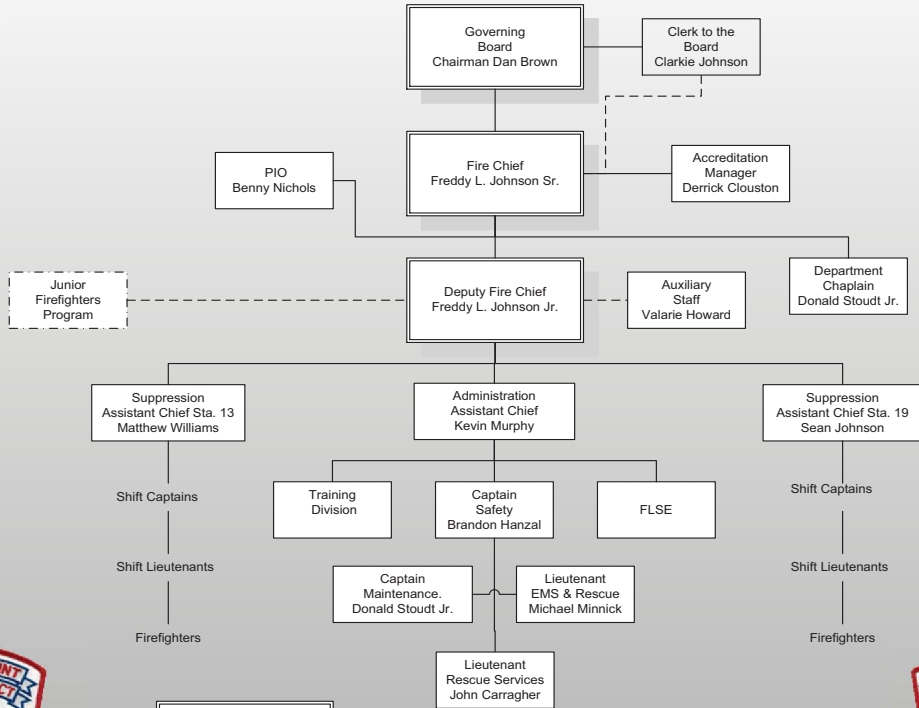 Governing
Board
Chairman Dan Brown
Clerk to the
Board
Clarkie Johnson
PIO
Benny Nichols
Fire Chief
Freddy L. Johnson Sr.
Accreditation
Manager
Derrick Clouston
Junior
Firefighters
Program
Deputy Fire Chief
Freddy L. Johnson Jr.
Auxiliary
Staff
Valarie Howard
Department
Chaplain
Donald Stoudt Jr.
Suppression
Assistant Chief Sta. 13
Matthew Williams
Administration
Assistant Chief
Kevin Murphy
Suppression
Assistant Chief Sta. 19
Sean Johnson
Shift Captains
Training
Division
Captain
Safety
Brandon Hanzal
FLSE
Shift Captains
Shift Lieutenants
Captain
Maintenance.
Donald Stoudt Jr.
Lieutenant
EMS & Rescue
Michael Minnick
Shift Lieutenants
Firefighters
Lieutenant
Rescue Services
John Carragher
Firefighters